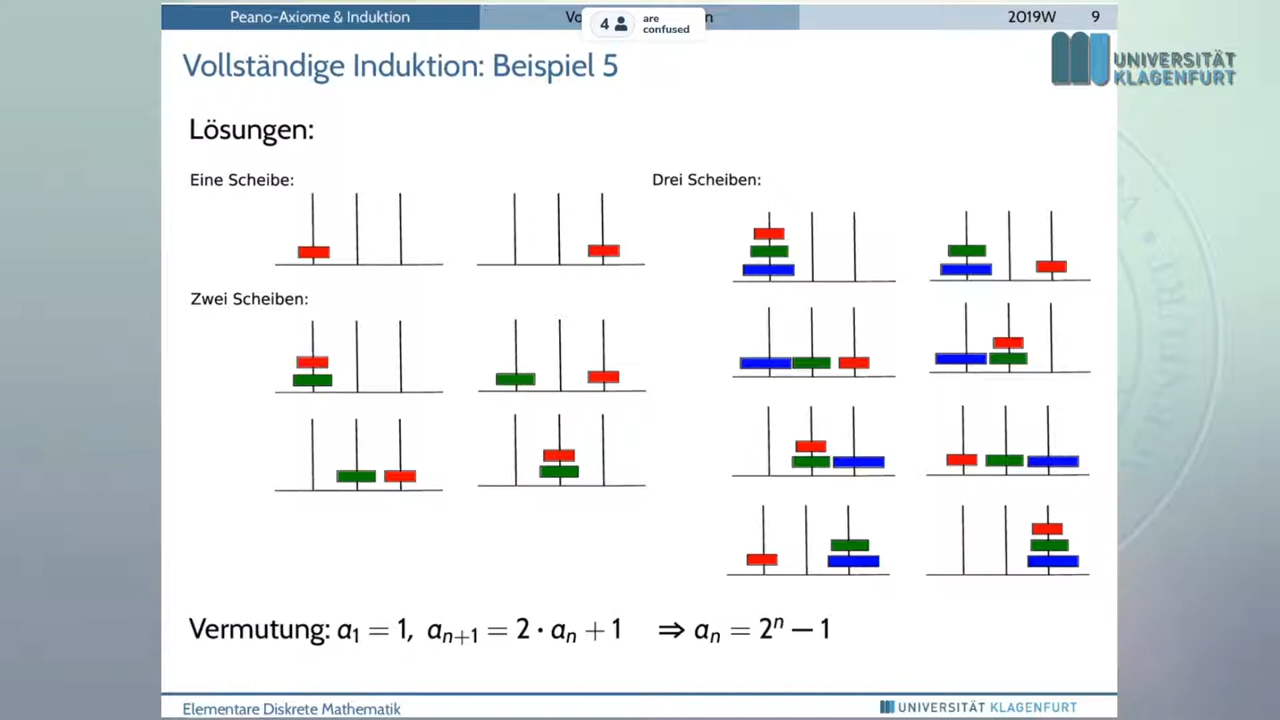 Peano-Axiome & Induktion
Vo
n
2019W
9
4
are
confused
Vollständige Induktion: Beispiel 5
UNIVERSITÄT
KLAGENFURT
Lösungen:
Eine Scheibe:
Drei Scheiben:
Zwei Scheiben:
Vermutung: a₁ = 1, aₙ₊₁ = 2 · aₙ + 1 ⇒ aₙ = 2ⁿ − 1
Elementare Diskrete Mathematik
UNIVERSITÄT KLAGENFURT